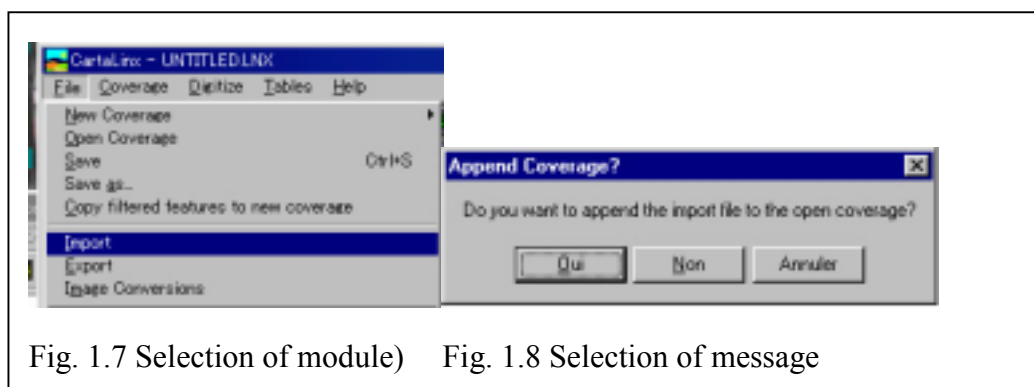 CartaLinx - UNTITLED.LNX
File Coverage Digitize Tables Help
New Coverage
Open Coverage
Save Ctrl+S
Save as...
Copy filtered features to new coverage
Import
Export
Image Conversions
Append Coverage?
Do you want to append the import file to the open coverage?
Oui Non Annuler
Fig. 1.7 Selection of module) Fig. 1.8 Selection of message